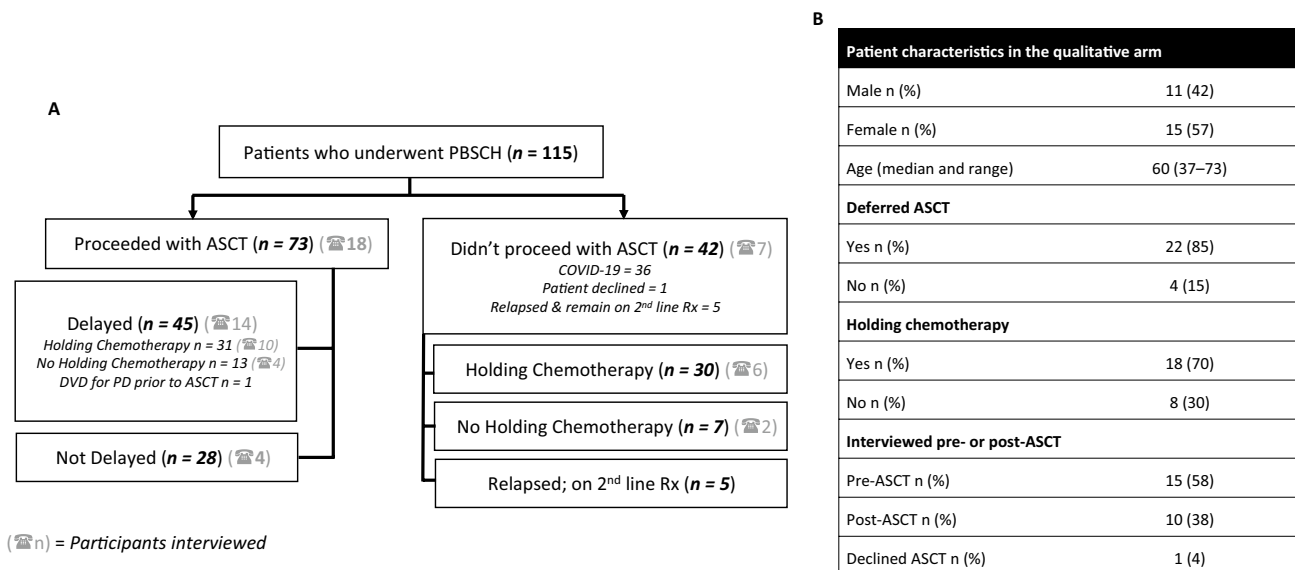 A
Patients who underwent PBSCH (n = 115)
Proceeded with ASCT (n = 73) (☎18)
Delayed (n = 45) (☎14)
Holding Chemotherapy n = 31 (☎10)
No Holding Chemotherapy n = 13 (☎4)
DVD for PD prior to ASCT n = 1
Not Delayed (n = 28) (☎4)
Didn’t proceed with ASCT (n = 42) (☎7)
COVID-19 = 36
Patient declined = 1
Relapsed & remain on 2nd line Rx = 5
Holding Chemotherapy (n = 30) (☎6)
No Holding Chemotherapy (n = 7) (☎2)
Relapsed; on 2nd line Rx (n = 5)
(☎n) = Participants interviewed
B
Patient characteristics in the qualitative arm
Male n (%) 11 (42)
Female n (%) 15 (57)
Age (median and range) 60 (37–73)
Deferred ASCT
Yes n (%) 22 (85)
No n (%) 4 (15)
Holding chemotherapy
Yes n (%) 18 (70)
No n (%) 8 (30)
Interviewed pre- or post-ASCT
Pre-ASCT n (%) 15 (58)
Post-ASCT n (%) 10 (38)
Declined ASCT n (%) 1 (4)